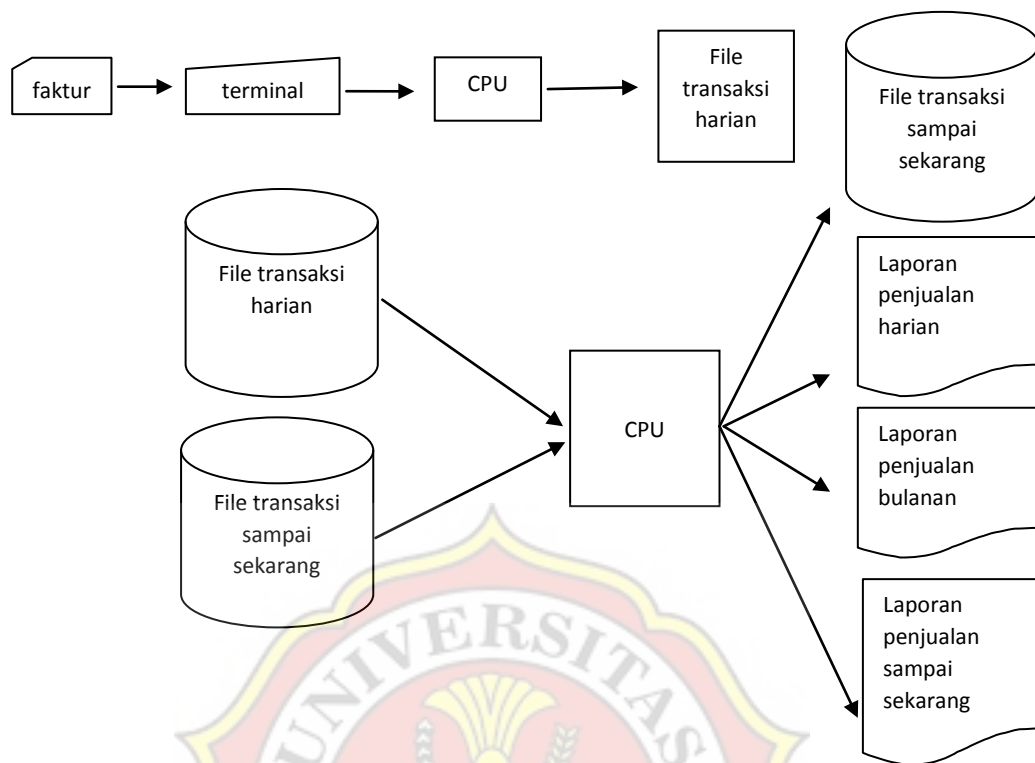 faktur
terminal
CPU
File
transaksi
harian
File transaksi
sampai
sekarang
File transaksi
harian
File transaksi
sampai
sekarang
CPU
Laporan
penjualan
harian
Laporan
penjualan
bulanan
Laporan
penjualan
sampai
sekarang
UNIVERSITAS